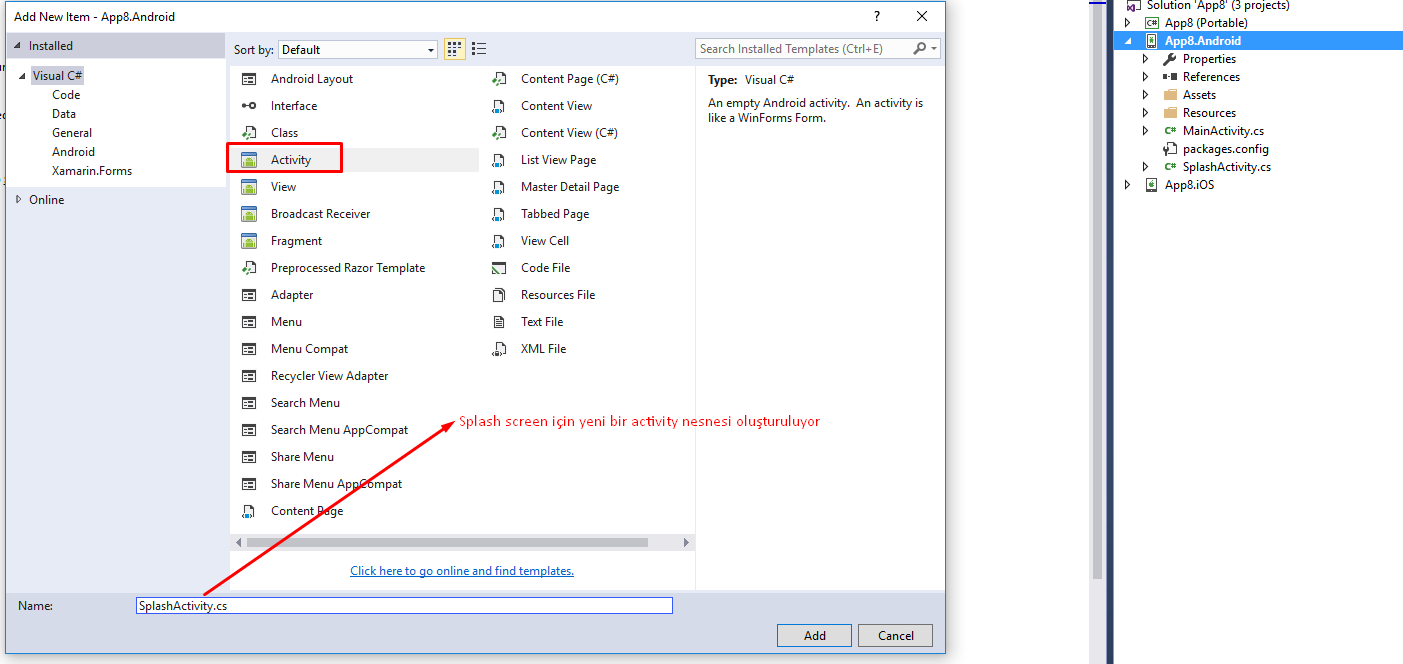 Add New Item - App8.Android
?
Installed
Visual C#
Code
Data
General
Android
Xamarin.Forms
Online
Sort by: Default
Search Installed Templates (Ctrl+E)
Android Layout
Interface
Class
Activity
View
Broadcast Receiver
Fragment
Preprocessed Razor Template
Adapter
Menu
Menu Compat
Recycler View Adapter
Search Menu
Search Menu AppCompat
Share Menu
Share Menu AppCompat
Content Page
Content Page (C#)
Content View
Content View (C#)
List View Page
Master Detail Page
Tabbed Page
View Cell
Code File
Resources File
Text File
XML File
Type: Visual C#
An empty Android activity. An activity is
like a WinForms Form.
Splash screen için yeni bir activity nesnesi oluşturuluyor
Click here to go online and find templates.
Name: SplashActivity.cs
Add
Cancel
Solution 'App8' (3 projects)
C# App8 (Portable)
App8.Android
Properties
References
Assets
Resources
C# MainActivity.cs
packages.config
C# SplashActivity.cs
App8.iOS